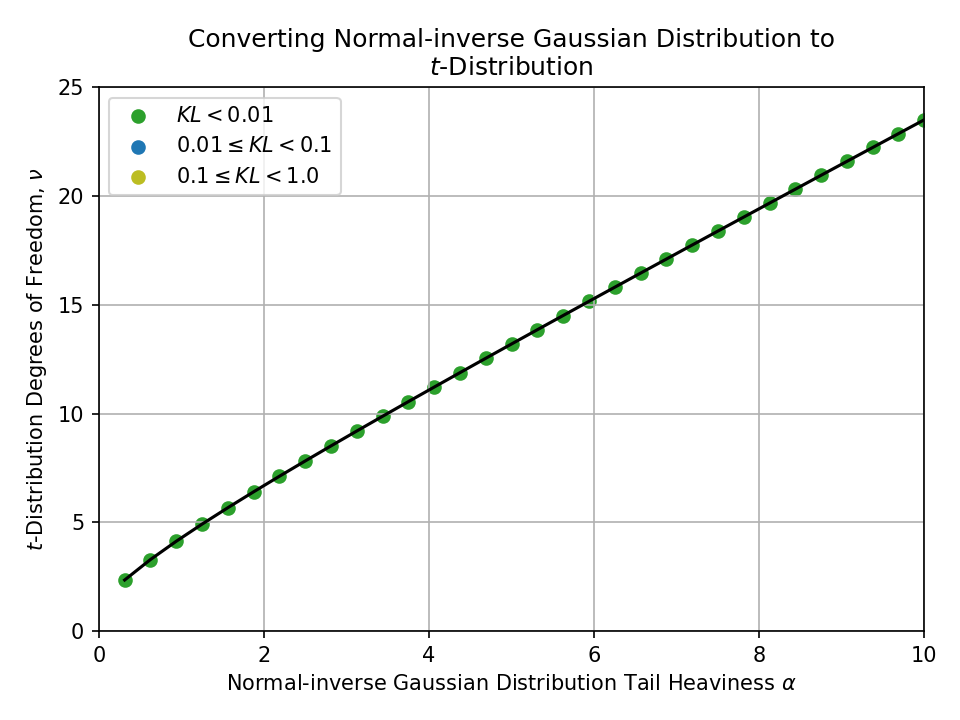 Converting Normal-inverse Gaussian Distribution to
t-Distribution
KL < 0.01
0.01 ≤ KL < 0.1
0.1 ≤ KL < 1.0
t-Distribution Degrees of Freedom, ν
25
20
15
10
5
0
0 2 4 6 8 10
Normal-inverse Gaussian Distribution Tail Heaviness α